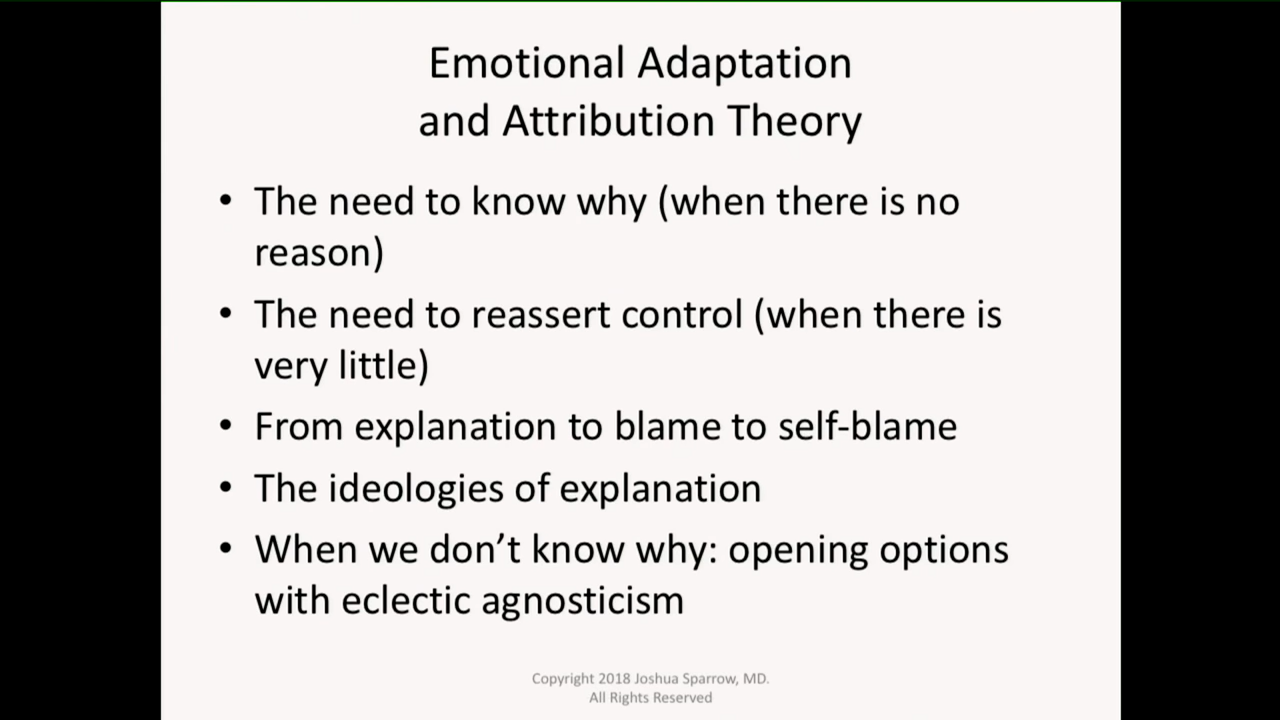 Emotional Adaptation
and Attribution Theory
• The need to know why (when there is no
reason)
• The need to reassert control (when there is
very little)
• From explanation to blame to self-blame
• The ideologies of explanation
• When we don’t know why: opening options
with eclectic agnosticism
Copyright 2018 Joshua Sparrow, MD.
All Rights Reserved